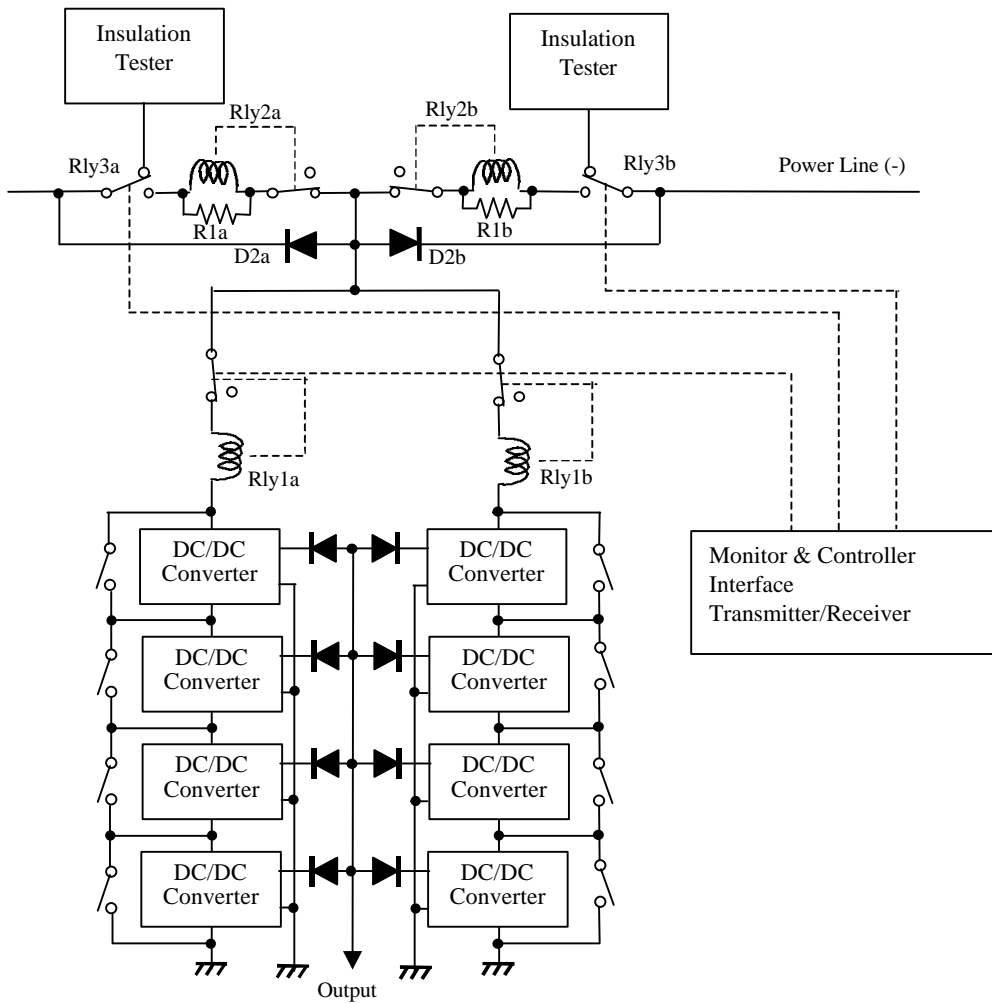 Insulation
Tester
Insulation
Tester
Rly2a
Rly2b
Rly3a
Rly3b
Power Line (-)
R1a
R1b
D2a
D2b
Rly1a
Rly1b
DC/DC
Converter
DC/DC
Converter
Monitor & Controller
Interface
Transmitter/Receiver
DC/DC
Converter
DC/DC
Converter
DC/DC
Converter
DC/DC
Converter
DC/DC
Converter
DC/DC
Converter
Output